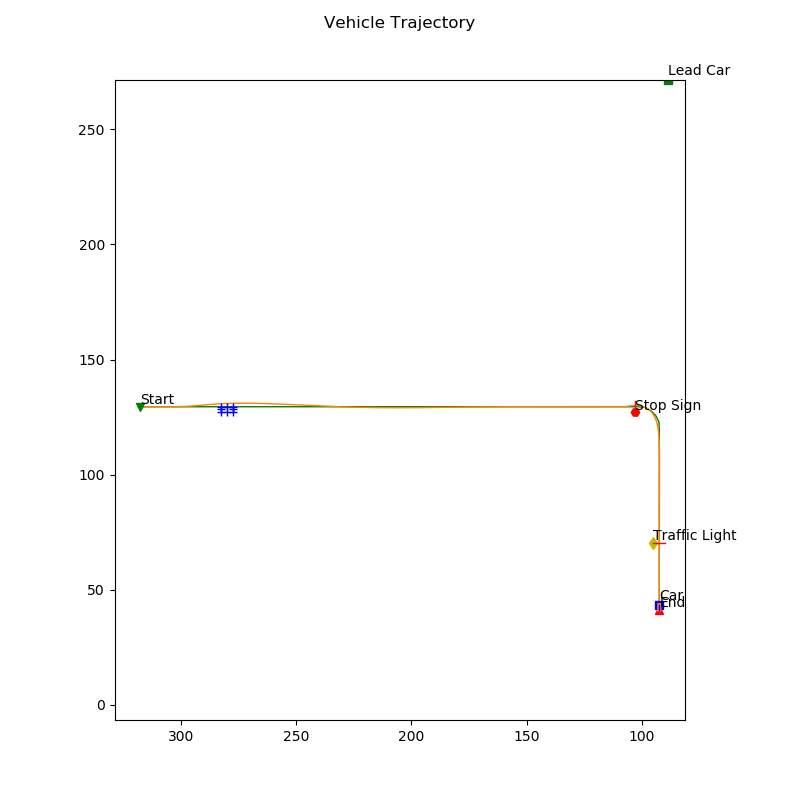 Vehicle Trajectory
Lead Car
250
200
150
Start
Stop Sign
100
Traffic Light
50
Car
End
0
300
250
200
150
100